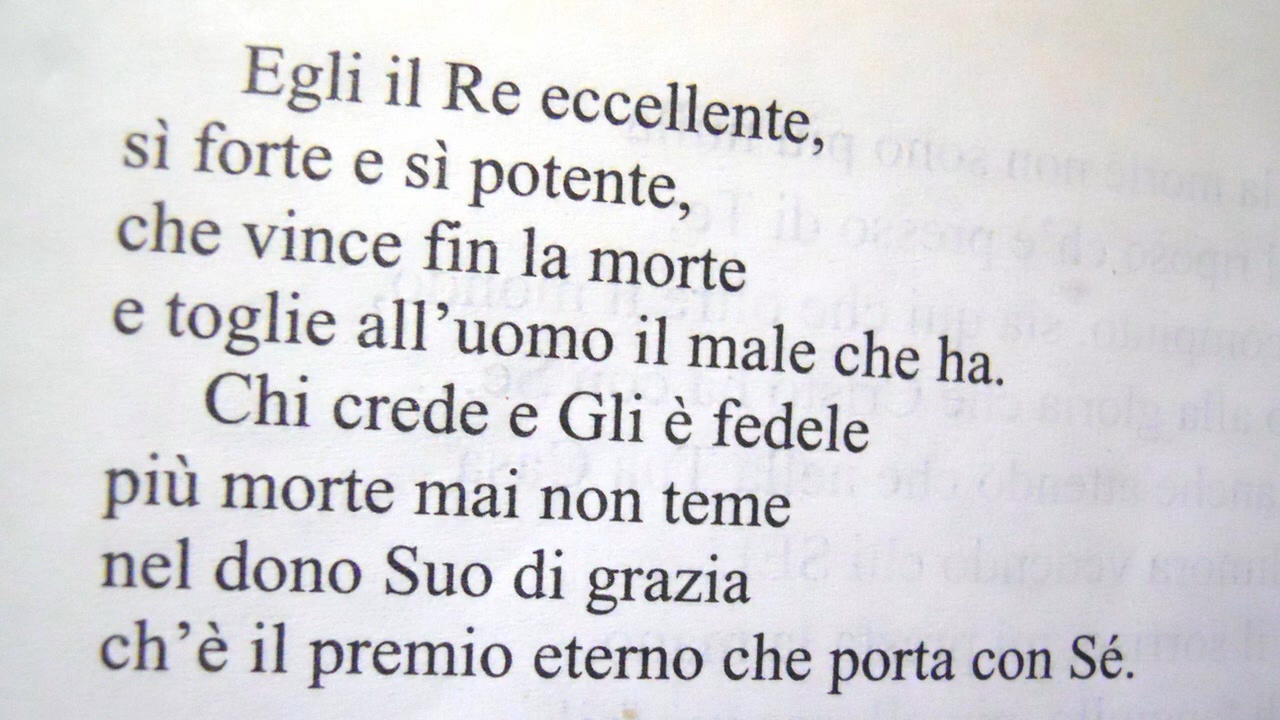 Egli il Re eccellente,
sì forte e sì potente,
che vince fin la morte
e toglie all'uomo il male che ha.
Chi crede e Gli è fedele
più morte mai non teme
nel dono Suo di grazia
ch'è il premio eterno che porta con Sé.